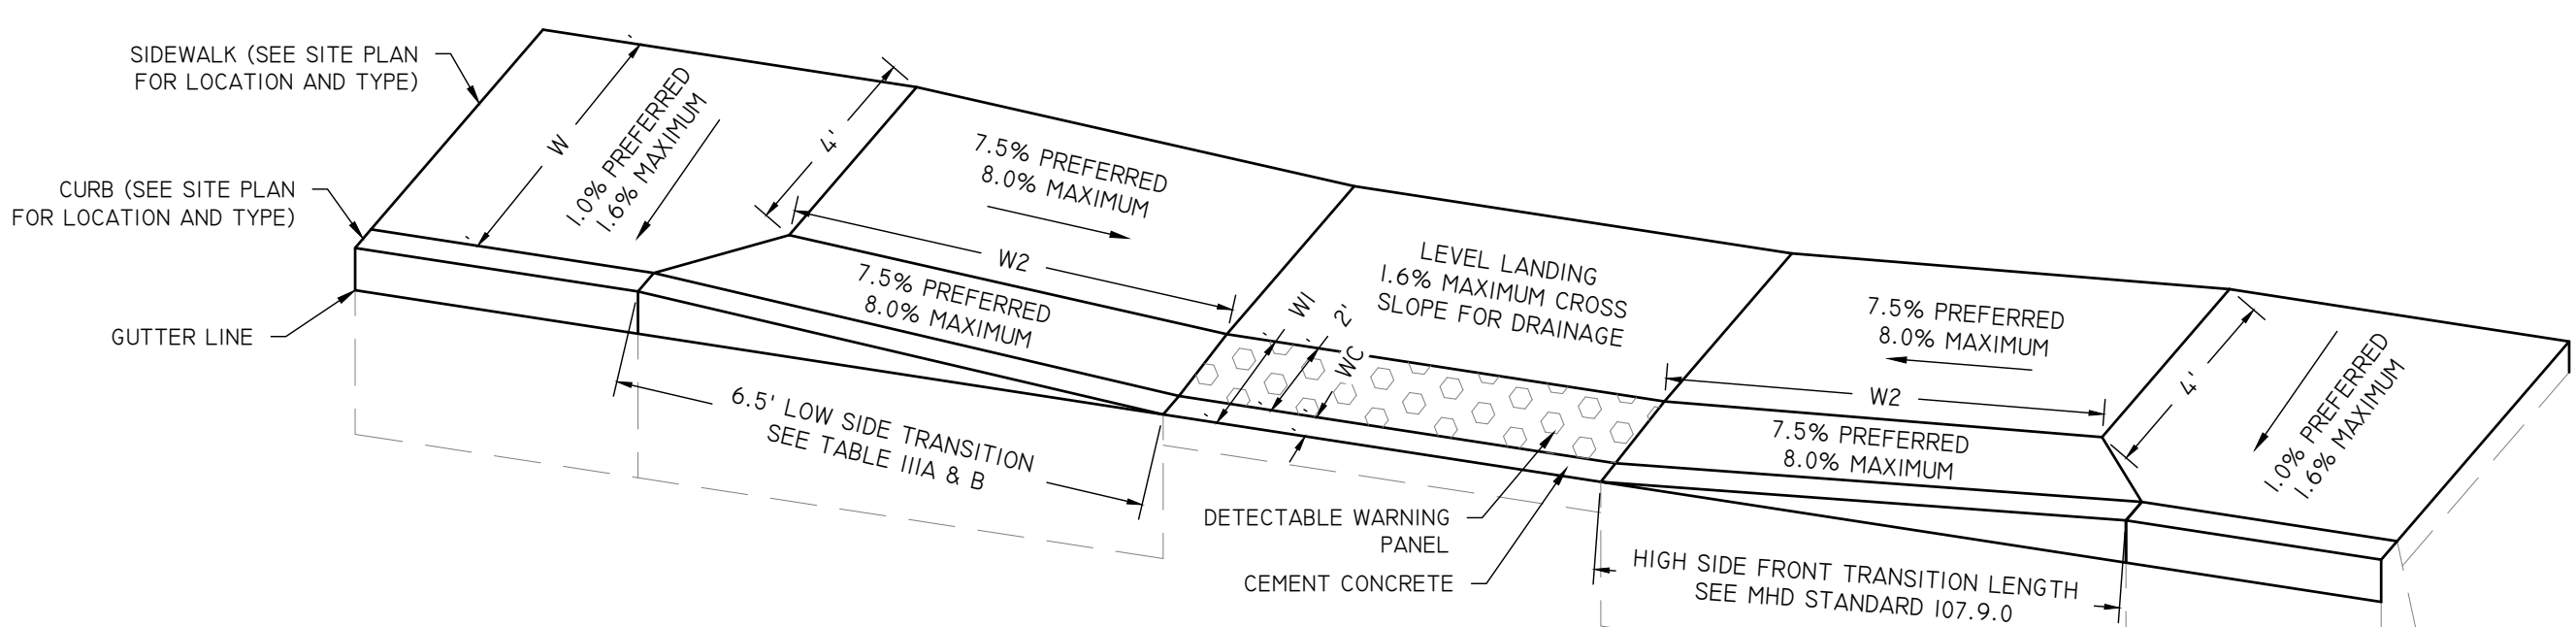 SIDEWALK (SEE SITE PLAN
FOR LOCATION AND TYPE)
CURB (SEE SITE PLAN
FOR LOCATION AND TYPE)
GUTTER LINE
W
1.0% PREFERRED
1.6% MAXIMUM
4'
7.5% PREFERRED
8.0% MAXIMUM
W2
7.5% PREFERRED
8.0% MAXIMUM
6.5' LOW SIDE TRANSITION
SEE TABLE IIIA & B
LEVEL LANDING
1.6% MAXIMUM CROSS
SLOPE FOR DRAINAGE
W1
2'
WC
DETECTABLE WARNING
PANEL
CEMENT CONCRETE
7.5% PREFERRED
8.0% MAXIMUM
W2
7.5% PREFERRED
8.0% MAXIMUM
4'
1.0% PREFERRED
1.6% MAXIMUM
HIGH SIDE FRONT TRANSITION LENGTH
SEE MHD STANDARD 107.9.0